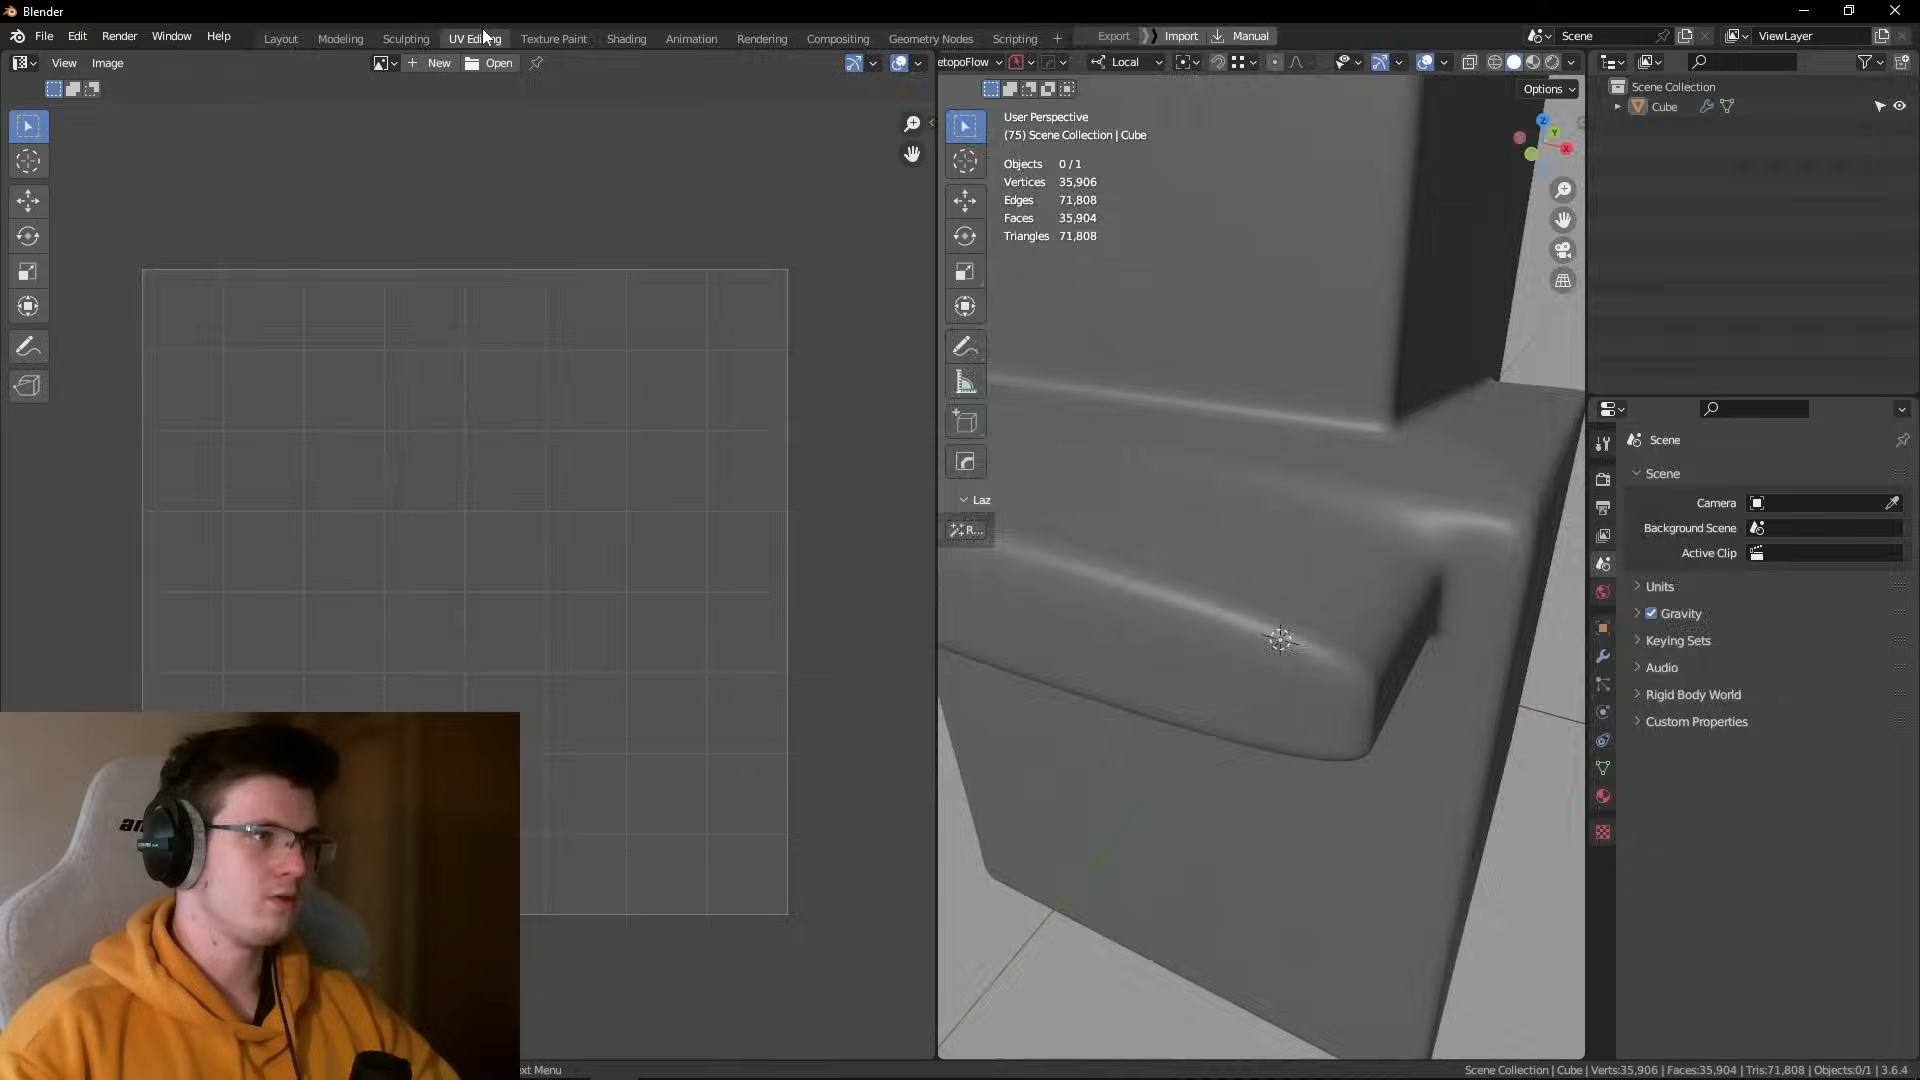 Blender
File Edit Render Window Help
Layout Modeling Sculpting UV Editing Texture Paint Shading Animation Rendering Compositing Geometry Nodes Scripting
Export Import Manual
Scene
ViewLayer
View Image
New Open
etopoFlow
Local
Options
User Perspective
(75) Scene Collection | Cube
Objects 0 / 1
Vertices 35,906
Edges 71,808
Faces 35,904
Triangles 71,808
Laz
R...
Scene Collection
Cube
Scene
Scene
Camera
Background Scene
Active Clip
Units
Gravity
Keying Sets
Audio
Rigid Body World
Custom Properties
ext Menu
Scene Collection | Cube | Verts:35,906 | Faces:35,904 | Tris:71,808 | Objects:0/1 | 3.6.4